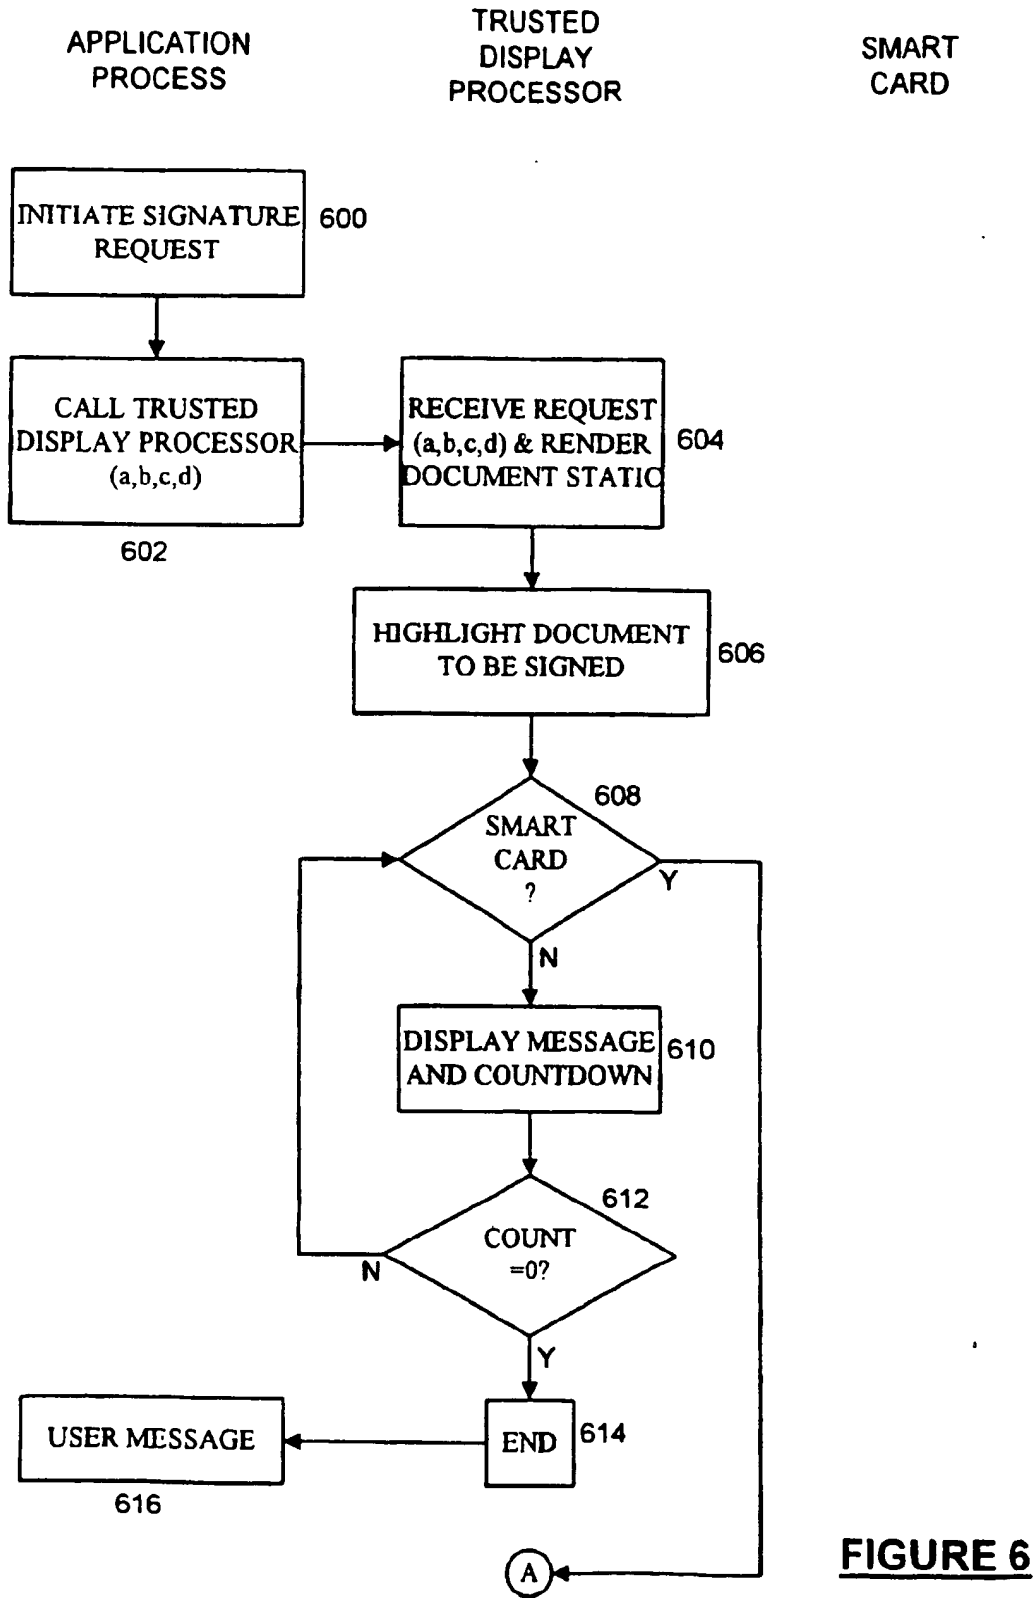 APPLICATION
PROCESS
TRUSTED
DISPLAY
PROCESSOR
SMART
CARD
INITIATE SIGNATURE
REQUEST
600
CALL TRUSTED
DISPLAY PROCESSOR
(a,b,c,d)
602
RECEIVE REQUEST
(a,b,c,d) & RENDER
DOCUMENT STATIC
604
HIGHLIGHT DOCUMENT
TO BE SIGNED
606
608
SMART
CARD
?
Y
N
DISPLAY MESSAGE
AND COUNTDOWN
610
612
COUNT
=0?
N
Y
END
614
USER MESSAGE
616
A
FIGURE 6